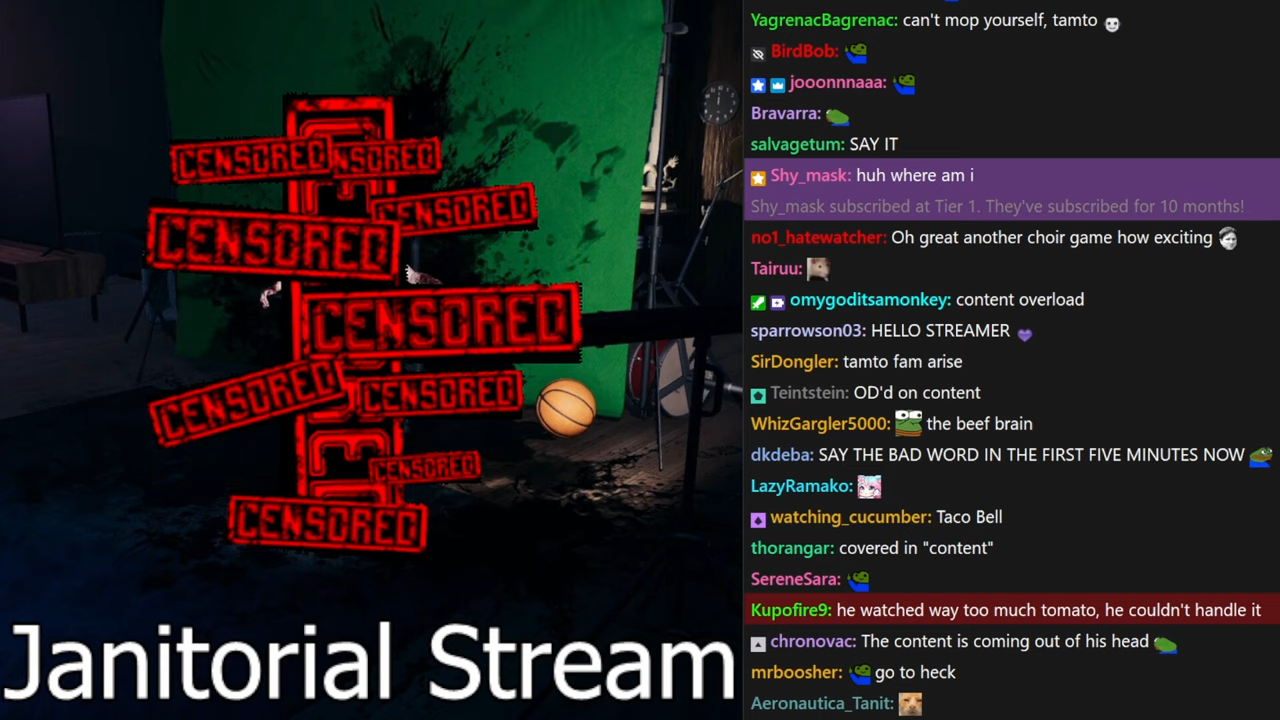 CENSORED
NSORED
CENSORED
CENSORED
CENSORED
CENSORED
CENSORED
CENSORED
CENSORED
Janitorial Stream
YagrenacBagrenac: can't mop yourself, tamto
BirdBob:
jooonnnaaa:
Bravarra:
salvagetum: SAY IT
Shy_mask: huh where am i
Shy_mask subscribed at Tier 1. They've subscribed for 10 months!
no1_hatewatcher: Oh great another choir game how exciting
Tairuu:
omygoditsamonkey: content overload
sparrowson03: HELLO STREAMER
SirDongler: tamto fam arise
Teintstein: OD'd on content
WhizGargler5000: the beef brain
dkdeba: SAY THE BAD WORD IN THE FIRST FIVE MINUTES NOW
LazyRamako:
watching_cucumber: Taco Bell
thorangar: covered in "content"
SereneSara:
Kupofire9: he watched way too much tomato, he couldn't handle it
chronovac: The content is coming out of his head
mrboosher: go to heck
Aeronautica_Tanit: